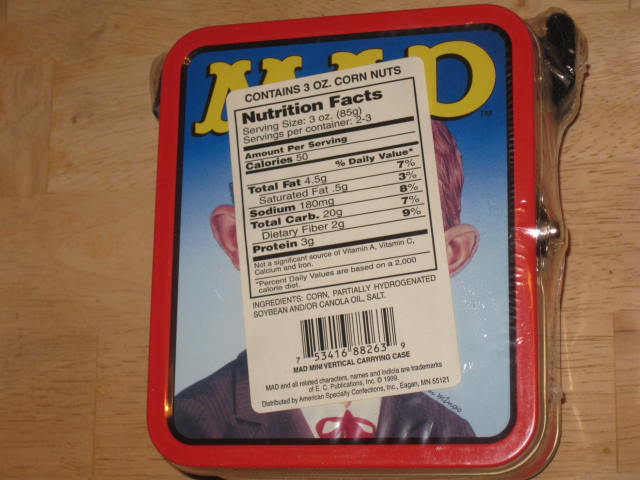 MAD
TM
CONTAINS 3 OZ. CORN NUTS
Nutrition Facts
Serving Size: 3 oz. (85g)
Servings per container: 2-3
Amount Per Serving
Calories 50
% Daily Value*
Total Fat 4.5g 7%
Saturated Fat .5g 3%
Sodium 180mg 8%
Total Carb. 20g 7%
Dietary Fiber 2g 9%
Protein 3g
Not a significant source of Vitamin A, Vitamin C,
Calcium and Iron.
*Percent Daily Values are based on a 2,000
calorie diet.
INGREDIENTS: CORN, PARTIALLY HYDROGENATED
SOYBEAN AND/OR CANOLA OIL, SALT.
7 53416 88263 9
MAD MINI VERTICAL CARRYING CASE
MAD and all related characters, names and indicia are trademarks
of E. C. Publications, Inc. © 1999.
Distributed by American Specialty Confections, Inc., Eagan, MN 55121